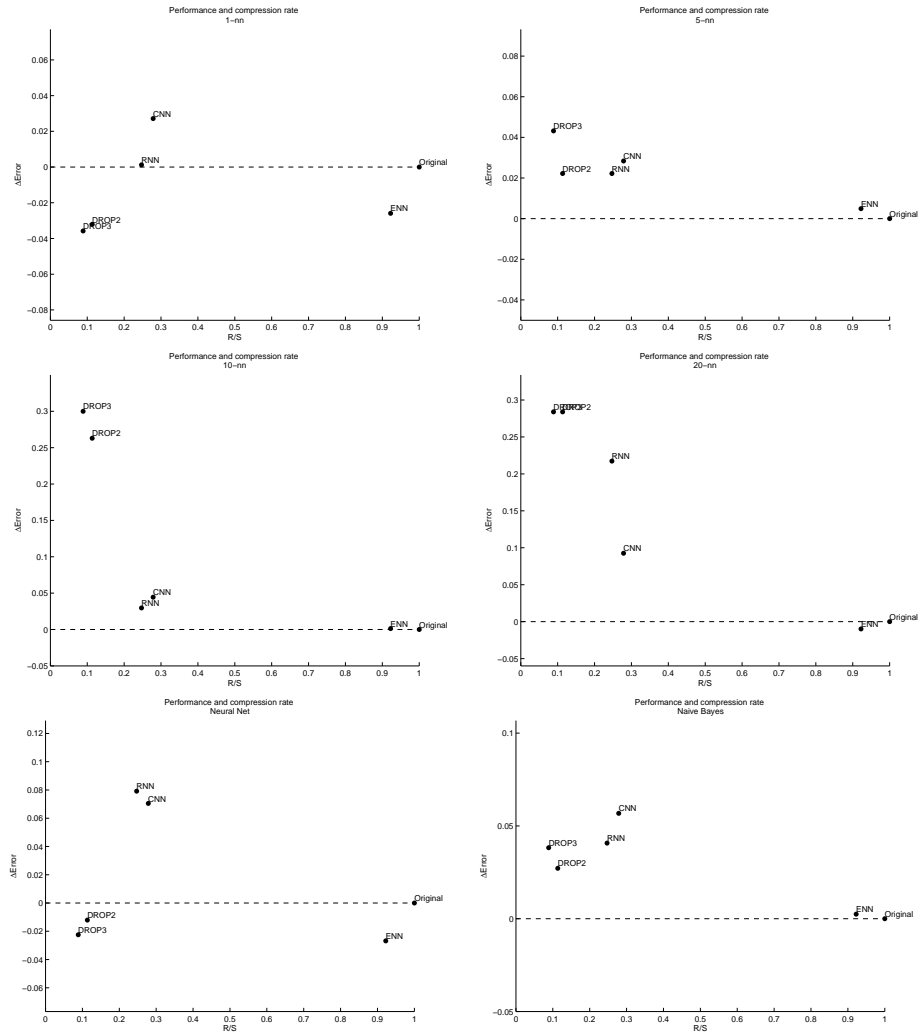 Performance and compression rate
1−nn
0.06
0.04
0.02
0
−0.02
−0.04
−0.06
−0.08
ΔError
CNN
RNN
Original
ENN
DROP2
DROP3
0 0.1 0.2 0.3 0.4 0.5 0.6 0.7 0.8 0.9 1
R/S
Performance and compression rate
5−nn
0.08
0.06
0.04
0.02
0
−0.02
−0.04
ΔError
DROP3
CNN
DROP2
RNN
ENN
Original
0 0.1 0.2 0.3 0.4 0.5 0.6 0.7 0.8 0.9 1
R/S
Performance and compression rate
10−nn
0.3
0.25
0.2
0.15
0.1
0.05
0
−0.05
ΔError
DROP3
DROP2
CNN
RNN
ENN
Original
0 0.1 0.2 0.3 0.4 0.5 0.6 0.7 0.8 0.9 1
R/S
Performance and compression rate
20−nn
0.3
0.25
0.2
0.15
0.1
0.05
0
−0.05
ΔError
DROP3
DROP2
RNN
CNN
ENN
Original
0 0.1 0.2 0.3 0.4 0.5 0.6 0.7 0.8 0.9 1
R/S
Performance and compression rate
Neural Net
0.12
0.1
0.08
0.06
0.04
0.02
0
−0.02
−0.04
−0.06
ΔError
RNN
CNN
Original
DROP2
DROP3
ENN
0 0.1 0.2 0.3 0.4 0.5 0.6 0.7 0.8 0.9 1
R/S
Performance and compression rate
Naive Bayes
0.1
0.05
0
−0.05
ΔError
CNN
RNN
DROP3
DROP2
ENN
Original
0 0.1 0.2 0.3 0.4 0.5 0.6 0.7 0.8 0.9 1
R/S